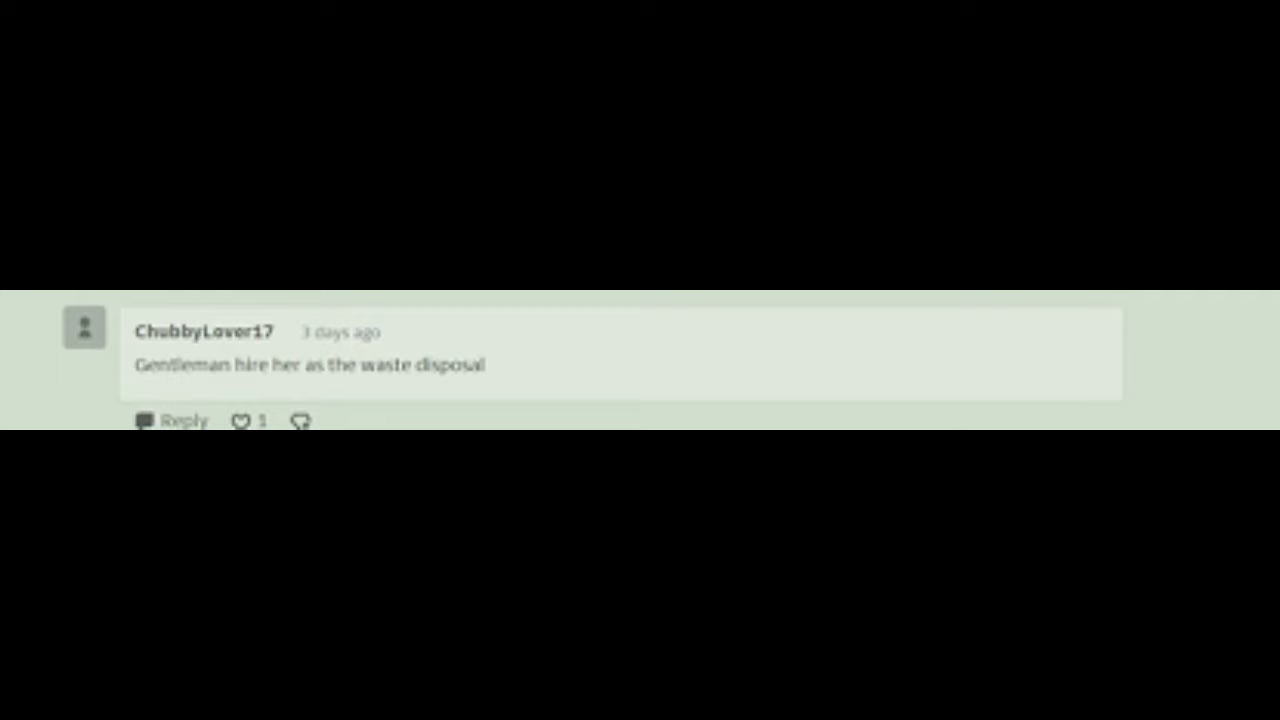 ChubbyLover17 3 days ago
Gentleman hire her as the waste disposal
Reply 1